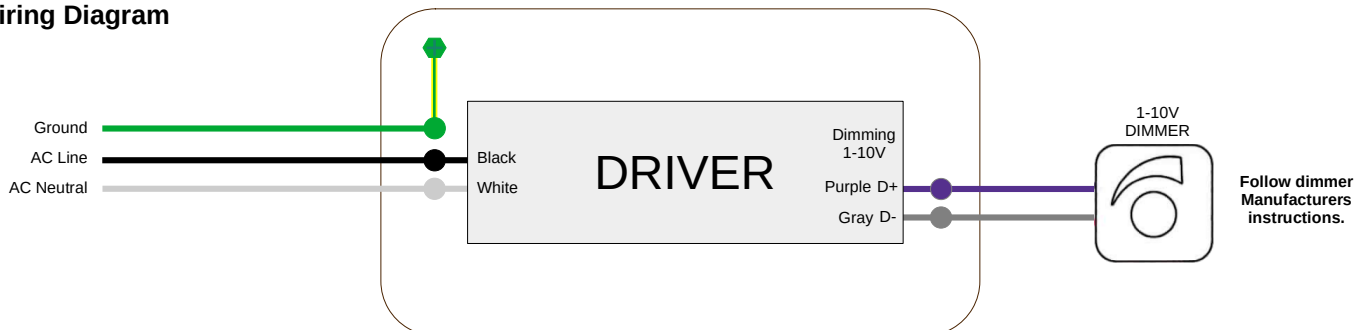 iring Diagram
Ground
AC Line
AC Neutral
Black
White
DRIVER
Dimming
1-10V
Purple D+
Gray D-
1-10V
DIMMER
Follow dimmer
Manufacturers
instructions.